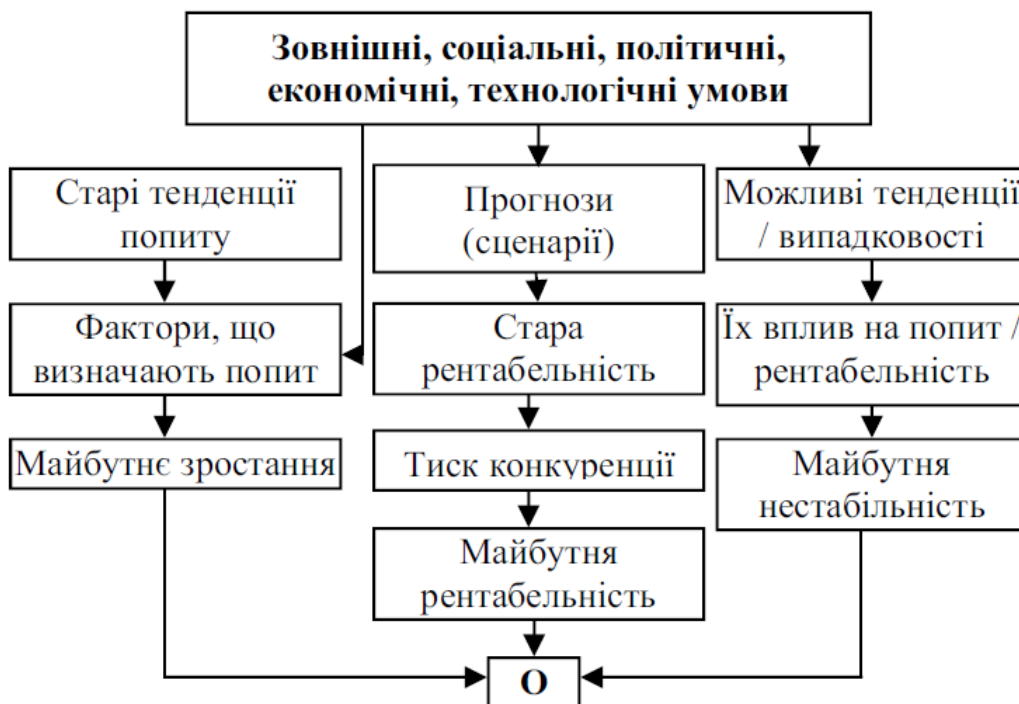 Зовнішні, соціальні, політичні,
економічні, технологічні умови
Старі тенденції
попиту
Прогнози
(сценарії)
Можливі тенденції
/ випадковості
Фактори, що
визначають попит
Стара
рентабельність
Їх вплив на попит /
рентабельність
Майбутнє зростання
Тиск конкуренції
Майбутня
нестабільність
Майбутня
рентабельність
О